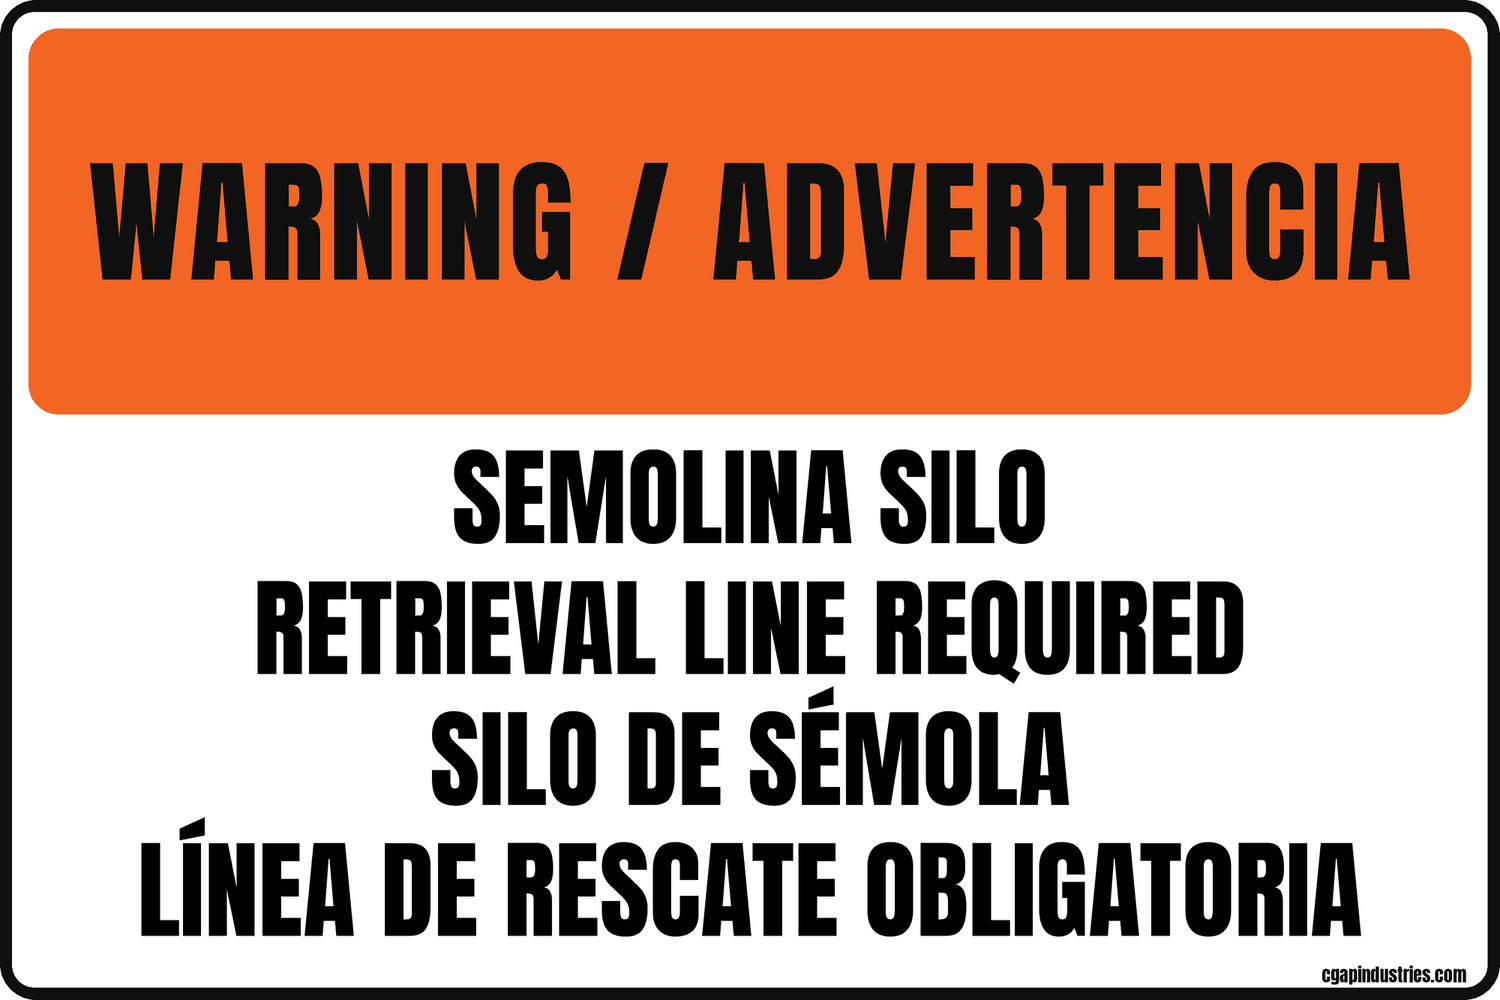 WARNING / ADVERTENCIA
SEMOLINA SILO
RETRIEVAL LINE REQUIRED
SILO DE SÉMOLA
LÍNEA DE RESCATE OBLIGATORIA
cgapindustries.com